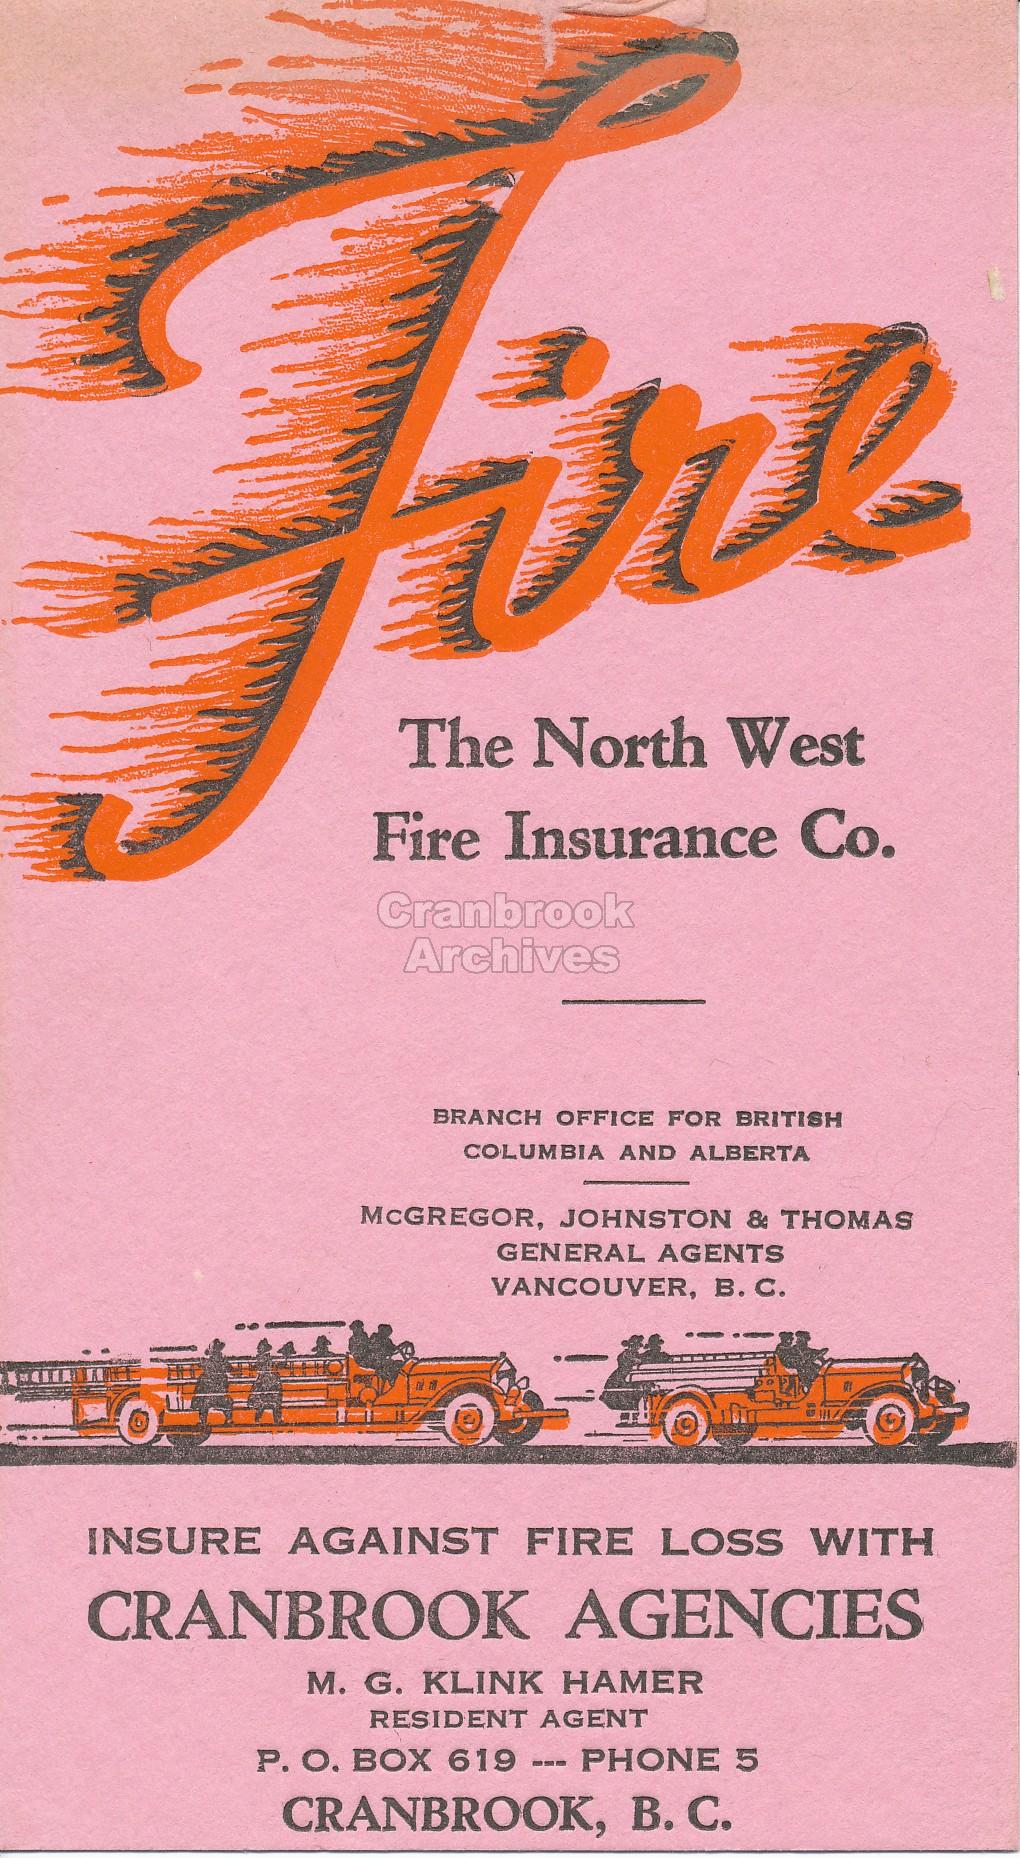 Fire
The North West
Fire Insurance Co.
Cranbrook
Archives
BRANCH OFFICE FOR BRITISH
COLUMBIA AND ALBERTA
McGREGOR, JOHNSTON & THOMAS
GENERAL AGENTS
VANCOUVER, B. C.
INSURE AGAINST FIRE LOSS WITH
CRANBROOK AGENCIES
M. G. KLINK HAMER
RESIDENT AGENT
P. O. BOX 619 --- PHONE 5
CRANBROOK, B. C.